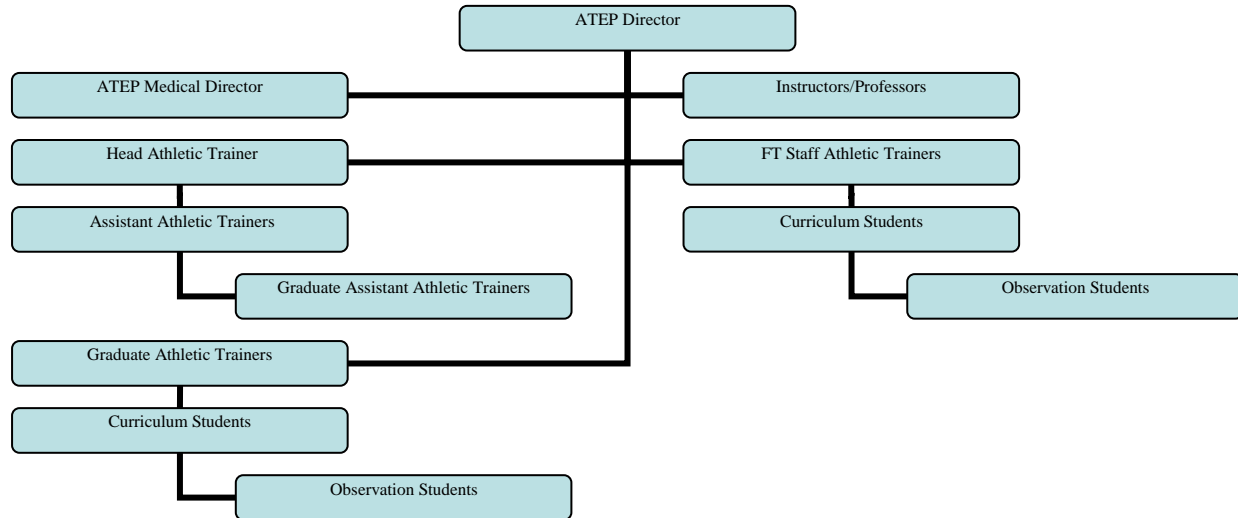 ATEP Director
ATEP Medical Director
Instructors/Professors
Head Athletic Trainer
FT Staff Athletic Trainers
Assistant Athletic Trainers
Curriculum Students
Graduate Assistant Athletic Trainers
Observation Students
Graduate Athletic Trainers
Curriculum Students
Observation Students